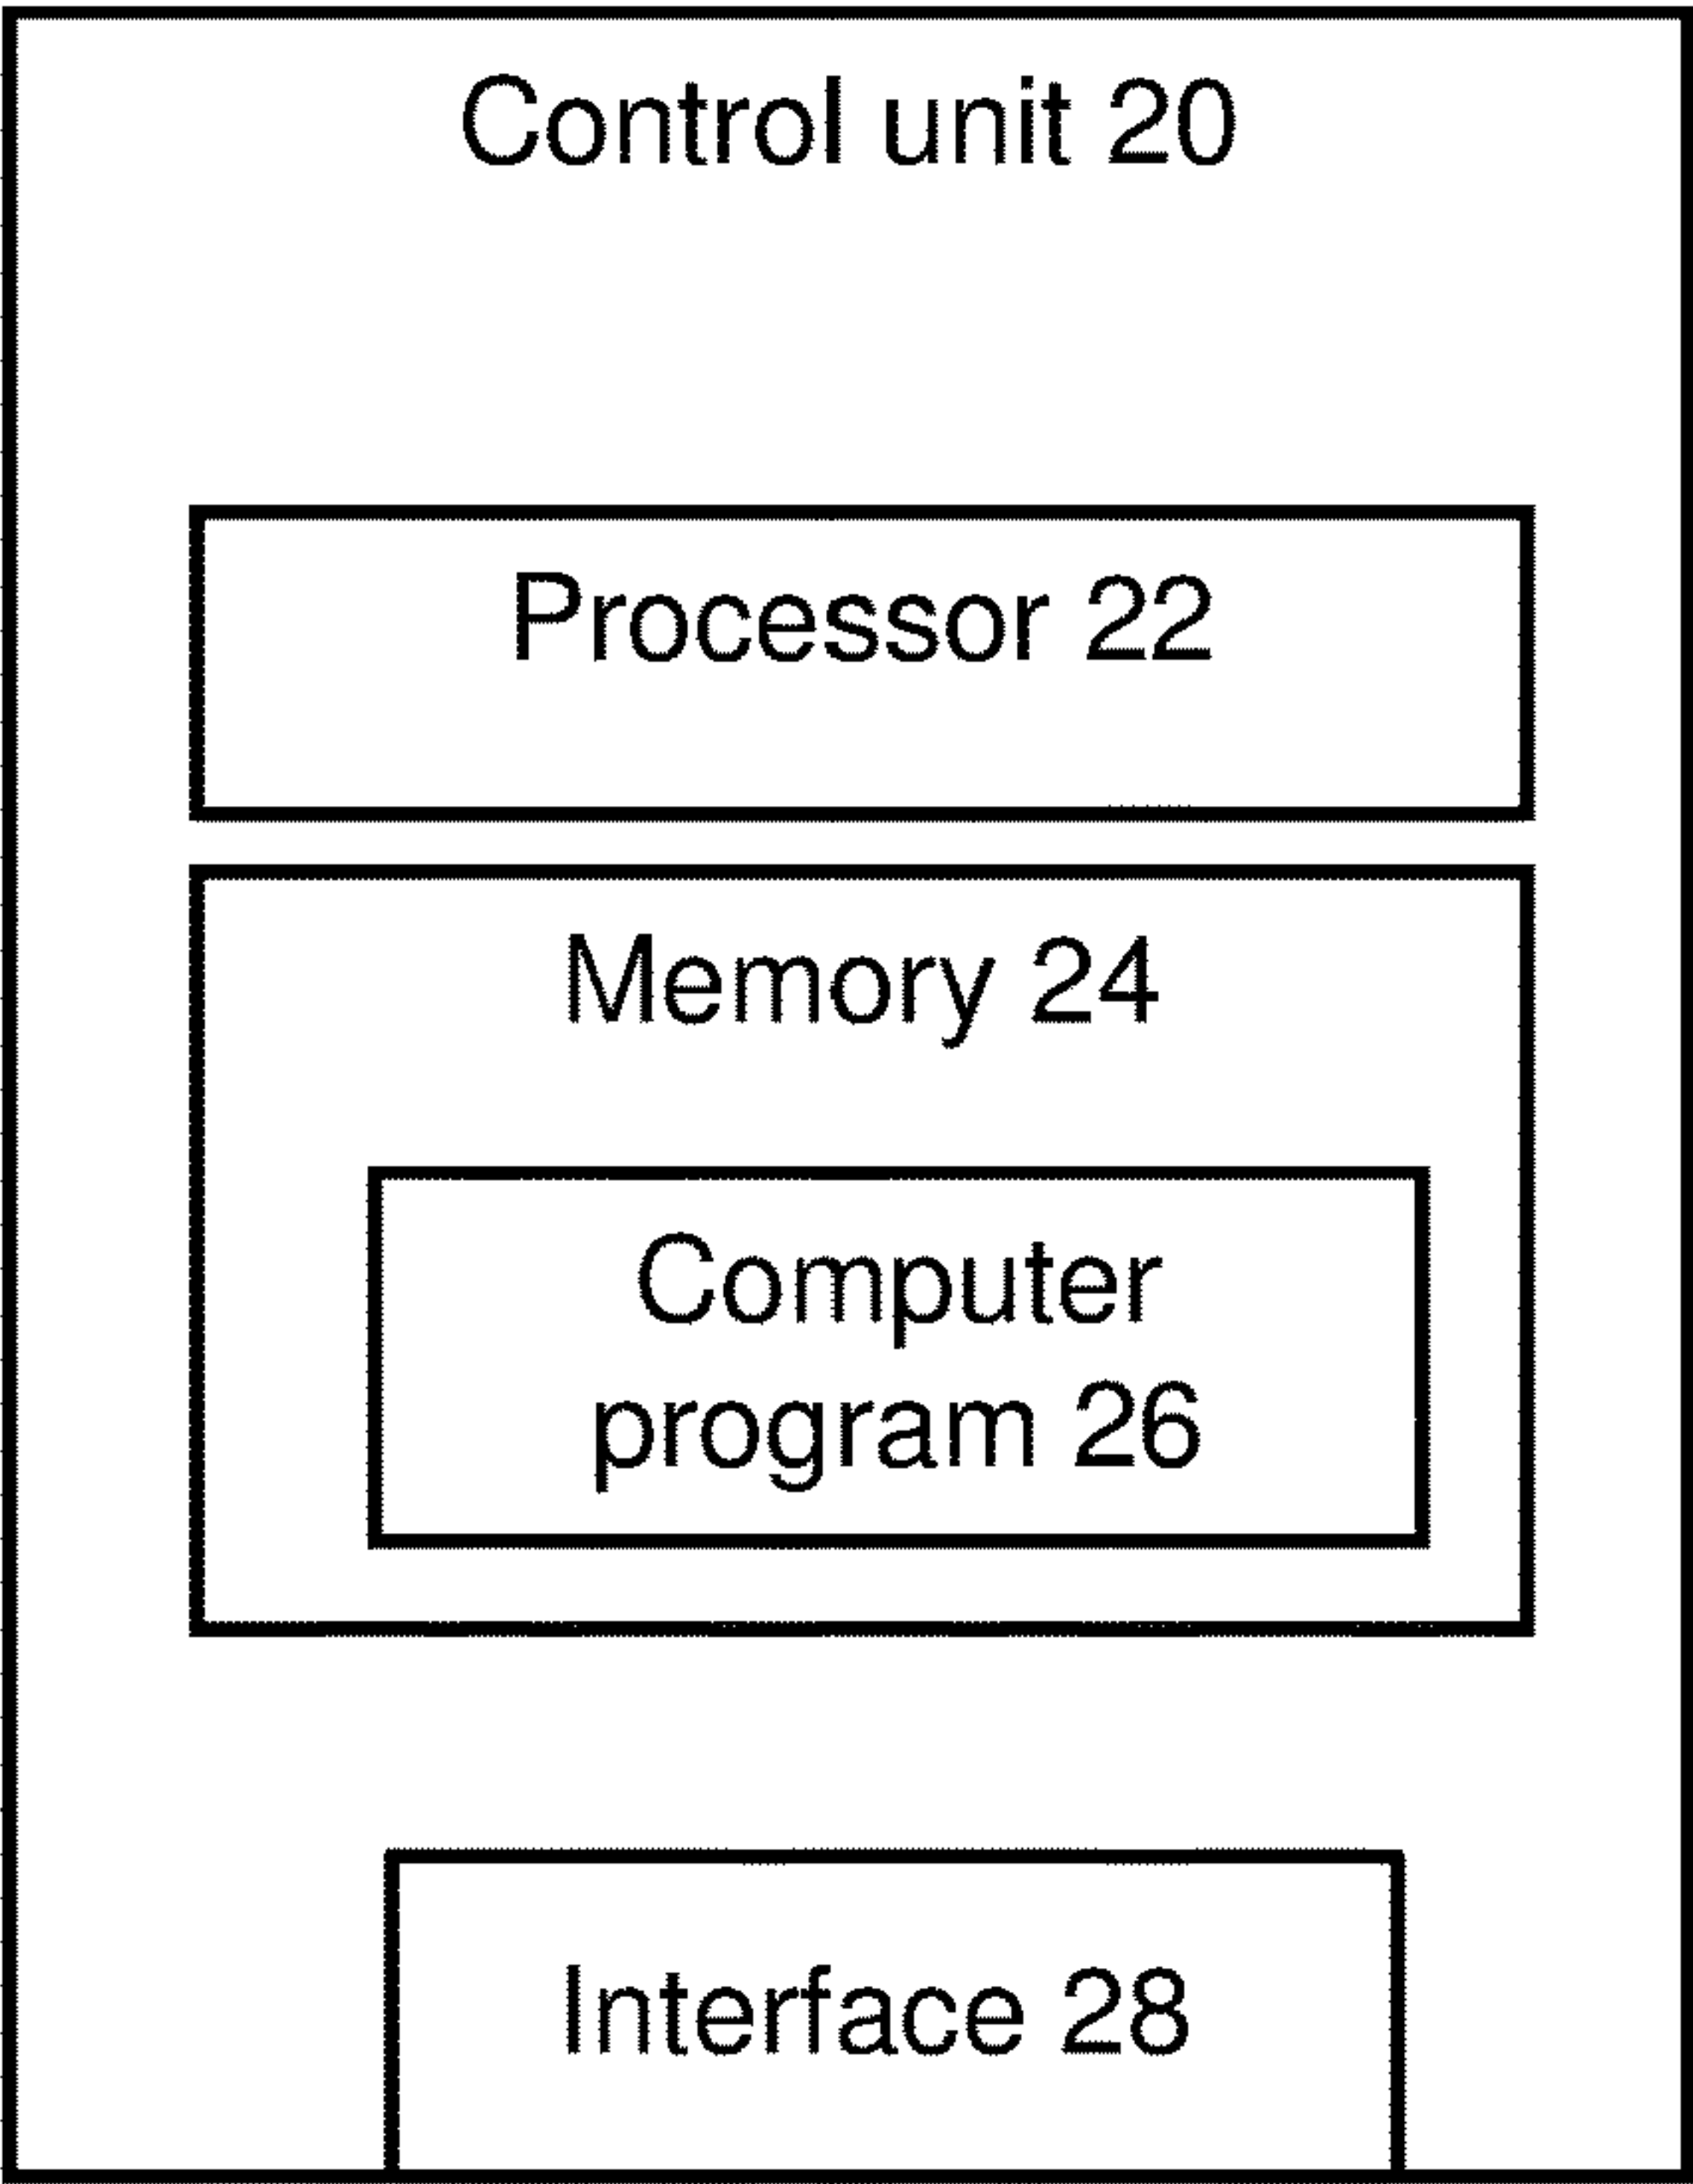 Control unit 20
Processor 22
Memory 24
Computer
program 26
Interface 28